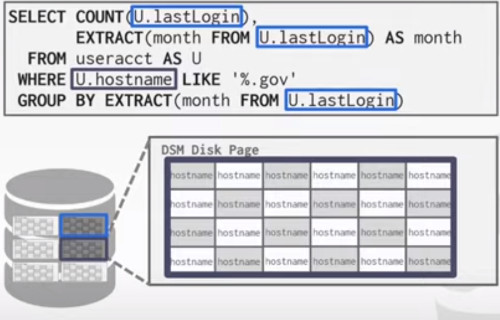 SELECT COUNT(U.lastLogin),
EXTRACT(month FROM U.lastLogin) AS month
FROM useracct AS U
WHERE U.hostname LIKE '%.gov'
GROUP BY EXTRACT(month FROM U.lastLogin)
DSM Disk Page
hostname hostname hostname hostname hostname hostname
hostname hostname hostname hostname hostname hostname
hostname hostname hostname hostname hostname hostname
hostname hostname hostname hostname hostname hostname